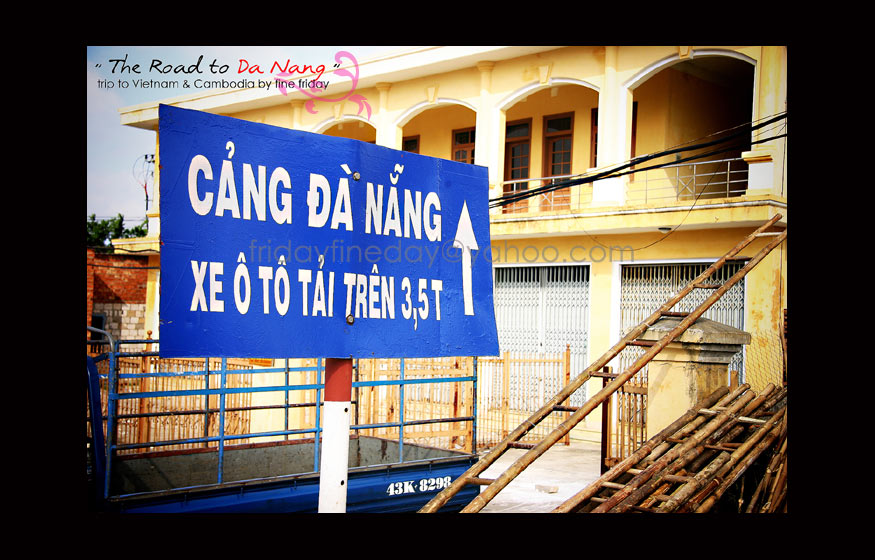 “ The Road to Da Nang “
trip to Vietnam & Cambodia by fine friday
CẢNG ĐÀ NẴNG
fridayfineday@yahoo.com
XE Ô TÔ TẢI TRÊN 3,5T
43K-8298